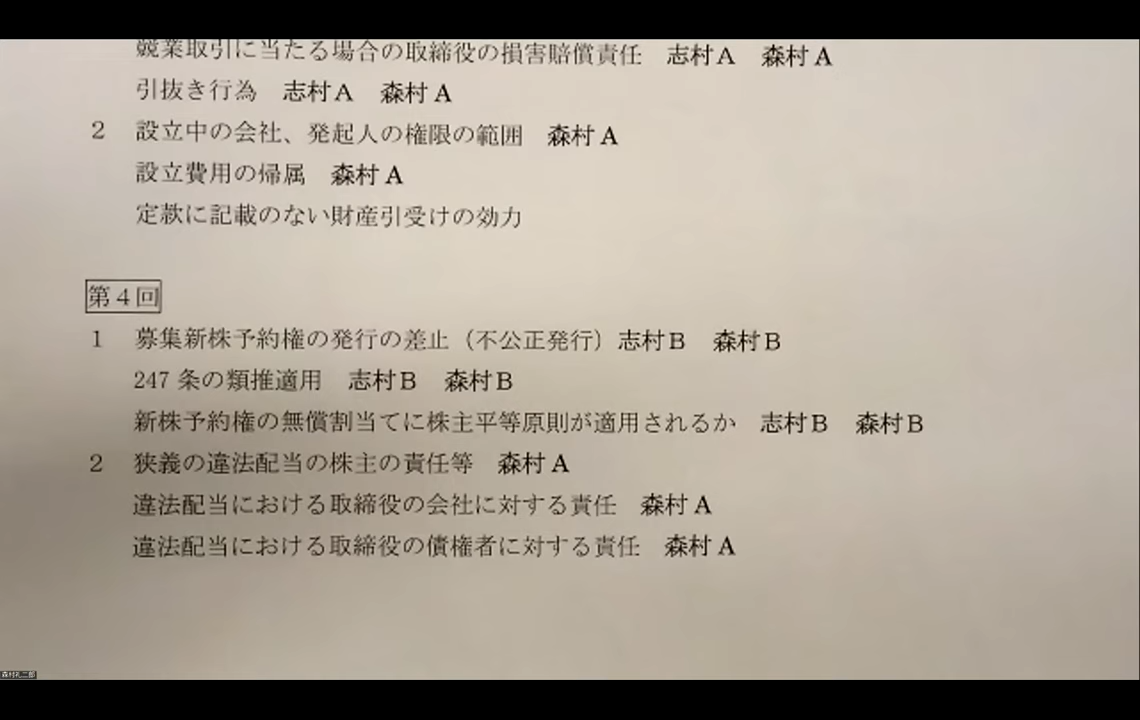 競業取引に当たる場合の取締役の損害賠償責任 志村A 森村A
引抜き行為 志村A 森村A
2 設立中の会社、発起人の権限の範囲 森村A
設立費用の帰属 森村A
定款に記載のない財産引受けの効力
第4回
1 募集新株予約権の発行の差止(不公正発行)志村B 森村B
247 条の類推適用 志村B 森村B
新株予約権の無償割当てに株主平等原則が適用されるか 志村B 森村B
2 狭義の違法配当の株主の責任等 森村A
違法配当における取締役の会社に対する責任 森村A
違法配当における取締役の債権者に対する責任 森村A